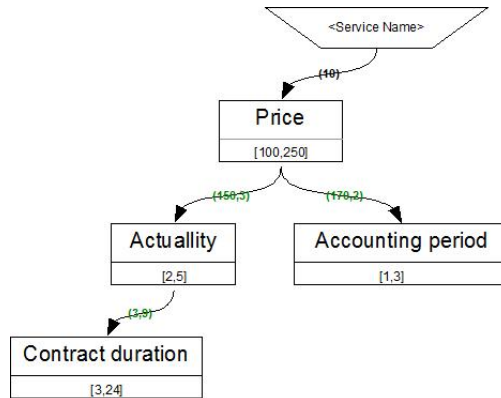 <Service Name>
(10)
Price
[100,250]
(150,3)
(170,2)
Actuallity
Accounting period
[2,5]
[1,3]
(3,9)
Contract duration
[3,24]